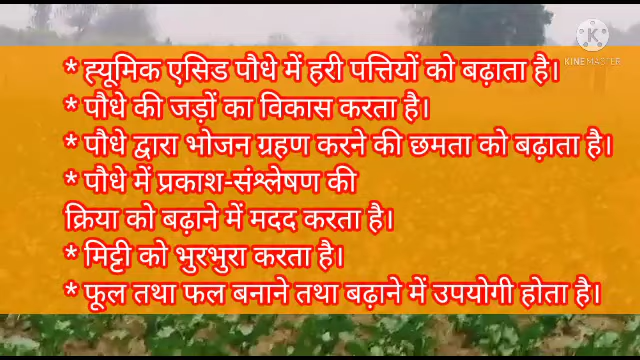 KINEMASTER
* ह्यूमिक एसिड पौधे में हरी पत्तियों को बढ़ाता है।
* पौधे की जड़ों का विकास करता है।
* पौधे द्वारा भोजन ग्रहण करने की छमता को बढ़ाता है।
* पौधे में प्रकाश-संश्लेषण की
क्रिया को बढ़ाने में मदद करता है।
* मिट्टी को भुरभुरा करता है।
* फूल तथा फल बनाने तथा बढ़ाने में उपयोगी होता है।